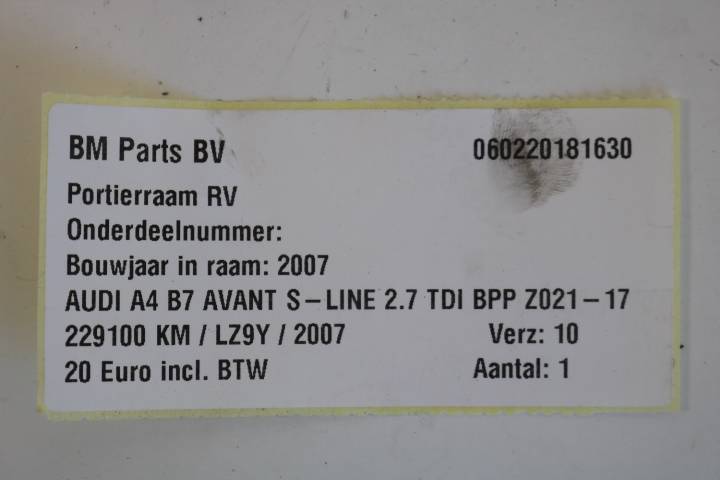 BM Parts BV 060220181630
Portierraam RV
Onderdeelnummer:
Bouwjaar in raam: 2007
AUDI A4 B7 AVANT S-LINE 2.7 TDI BPP Z021-17
229100 KM / LZ9Y / 2007 Verz: 10
20 Euro incl. BTW Aantal: 1